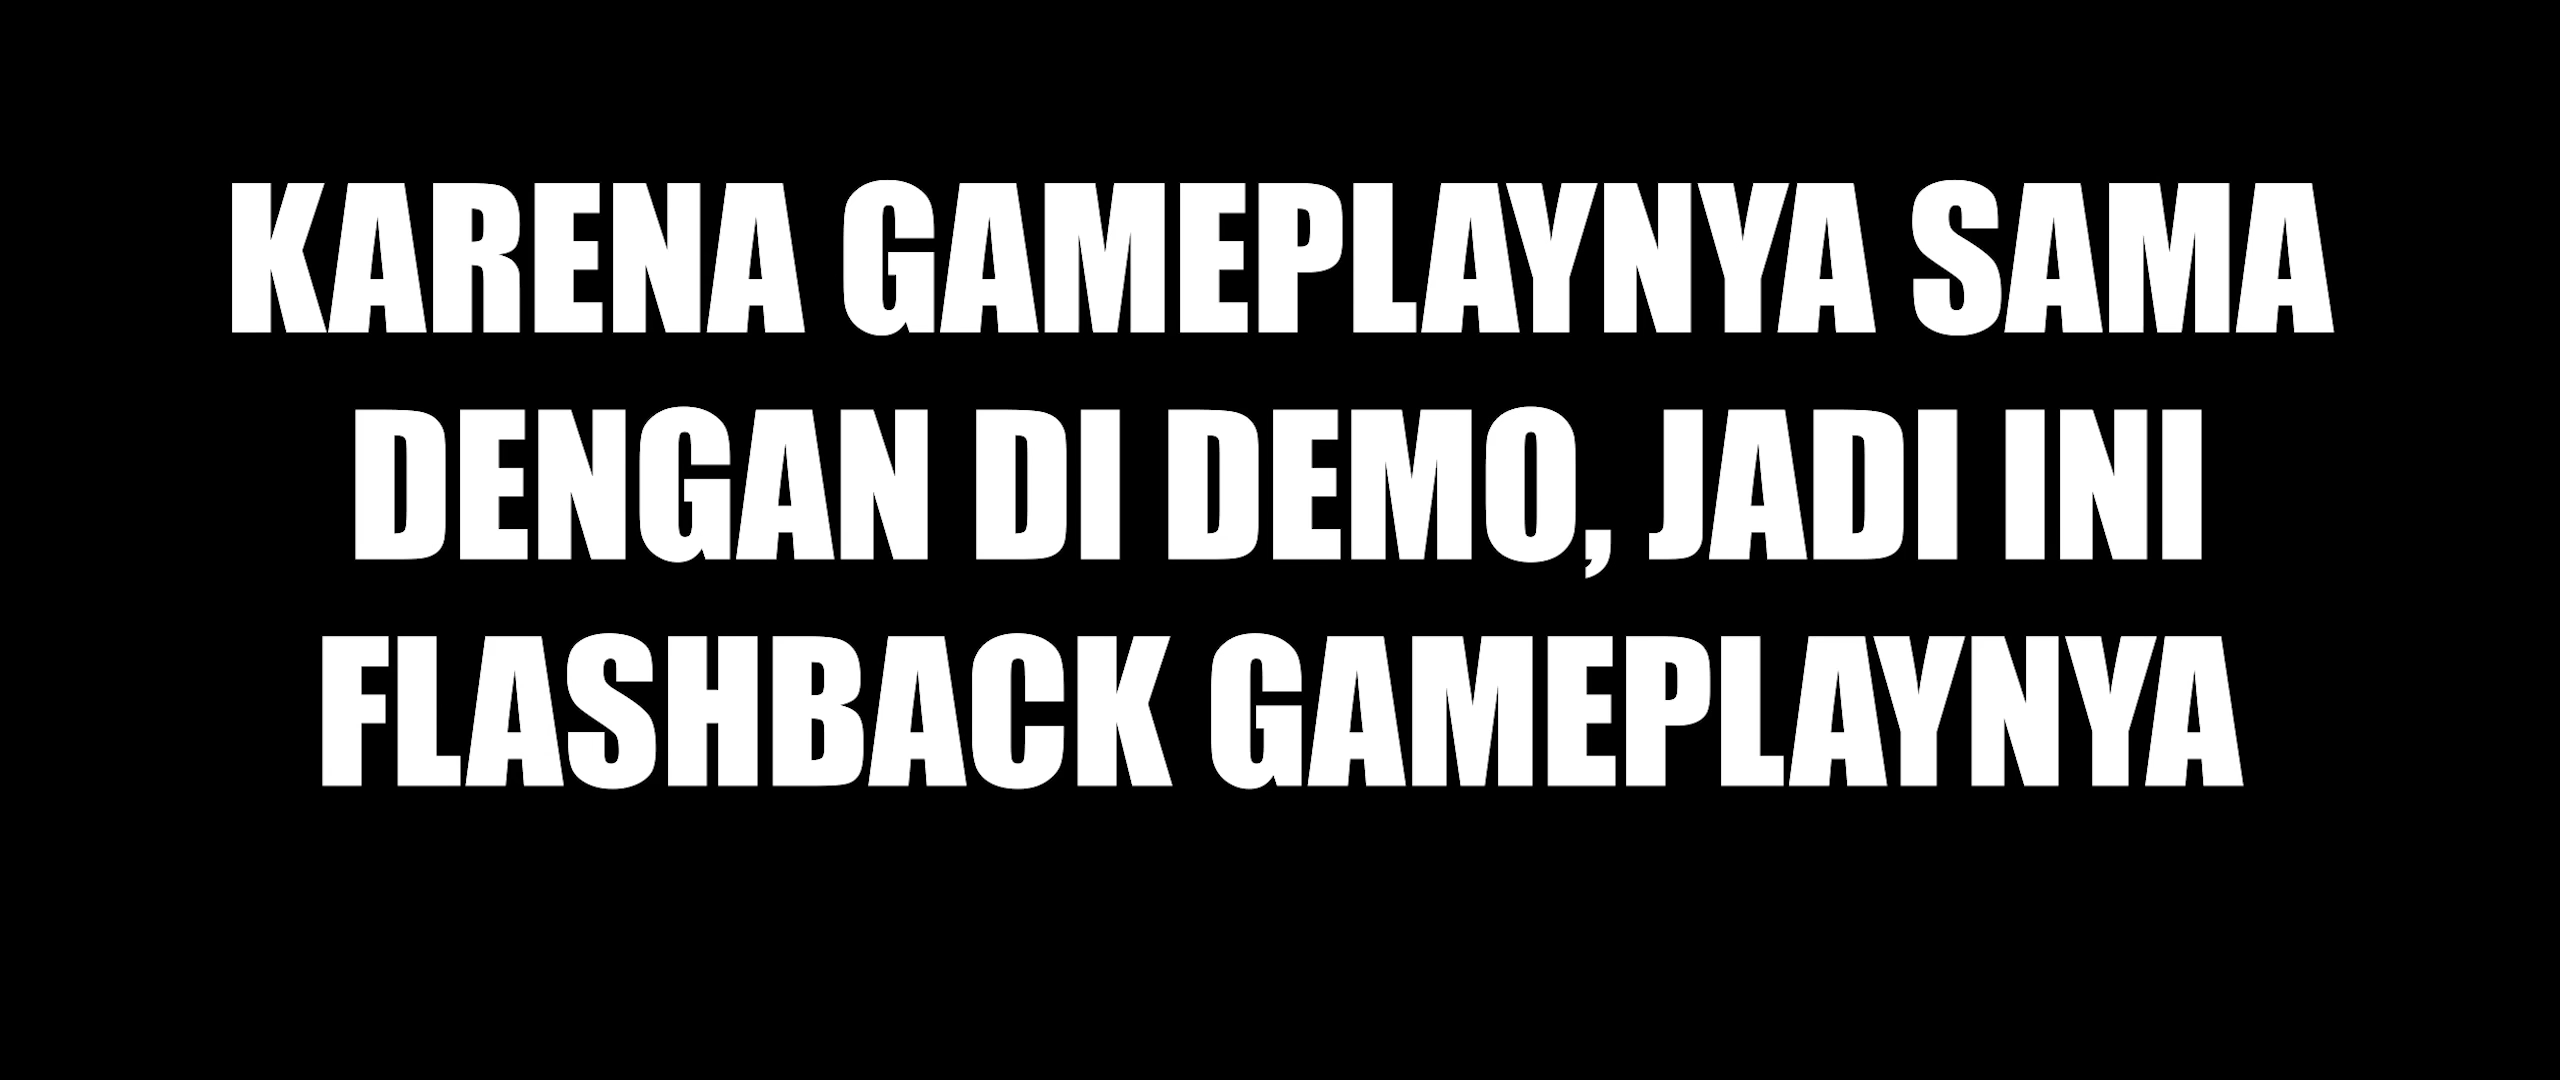 KARENA GAMEPLAYNYA SAMA
DENGAN DI DEMO, JADI INI
FLASHBACK GAMEPLAYNYA